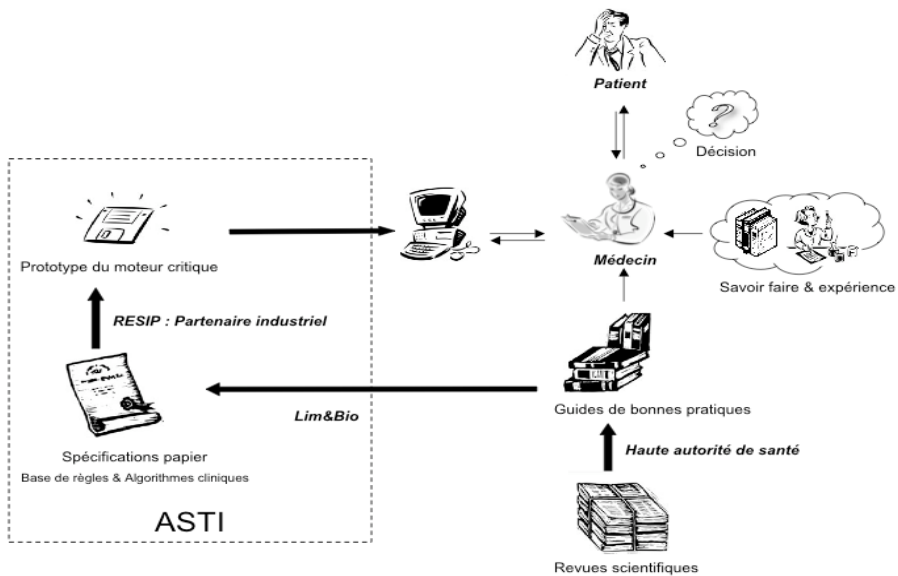 Patient
?
Décision
Prototype du moteur critique
Médecin
Savoir faire & expérience
RESIP : Partenaire industriel
Lim&Bio
Guides de bonnes pratiques
Haute autorité de santé
Spécifications papier
Base de règles & Algorithmes cliniques
ASTI
Revues scientifiques